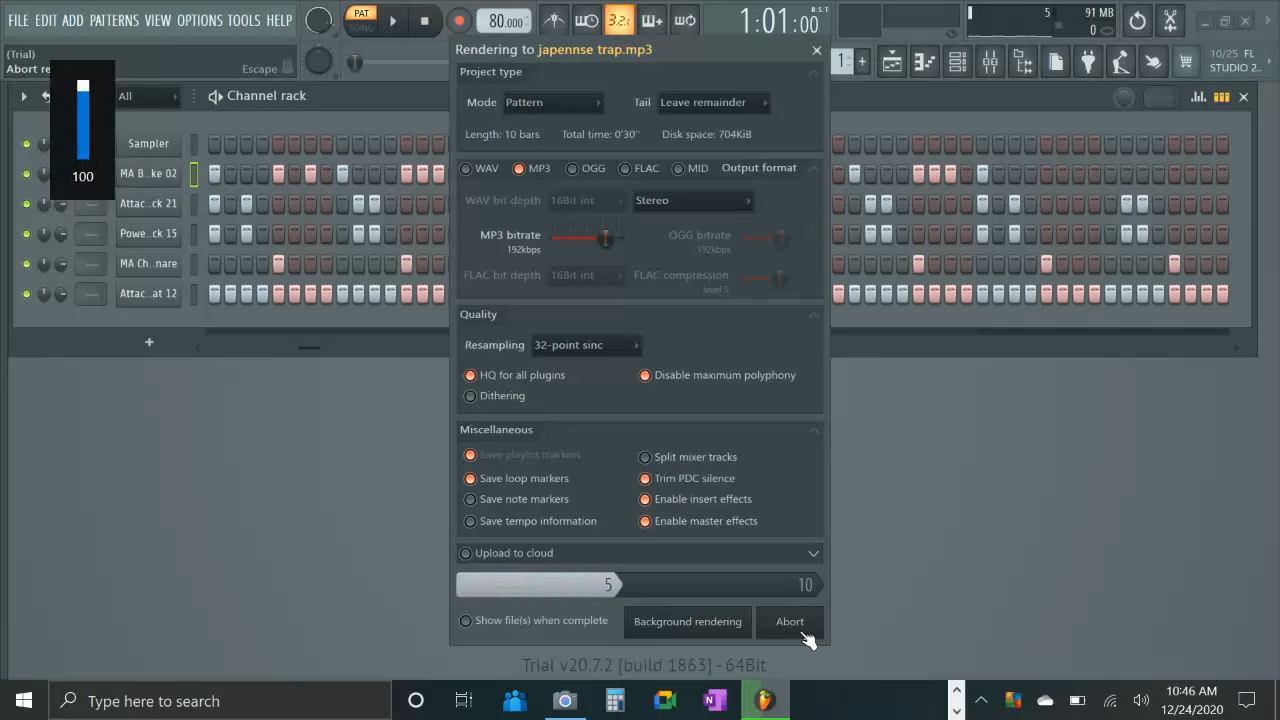 FILE EDIT ADD PATTERNS VIEW OPTIONS TOOLS HELP
PAT
SONG
80.000
3.2.
1:01:00
B:S:T
5
91 MB
0
(Trial)
Abort re
Escape
1
10/25 FL
STUDIO 2..
All
Channel rack
100
Sampler
MA B..ke 02
Attac..ck 21
Powe..ck 15
MA Ch..nare
Attac..at 12
Rendering to japennse trap.mp3
Project type
Mode Pattern Tail Leave remainder
Length: 10 bars Total time: 0'30'' Disk space: 704KiB
WAV MP3 OGG FLAC MID Output format
WAV bit depth 16Bit int Stereo
MP3 bitrate
192kbps
OGG bitrate
192kbps
FLAC bit depth 16Bit int FLAC compression
level 5
Quality
Resampling 32-point sinc
HQ for all plugins Disable maximum polyphony
Dithering
Miscellaneous
Save playlist markers Split mixer tracks
Save loop markers Trim PDC silence
Save note markers Enable insert effects
Save tempo information Enable master effects
Upload to cloud
5 10
Show file(s) when complete Background rendering Abort
Trial v20.7.2 [build 1863] - 64Bit
Type here to search
10:46 AM
12/24/2020